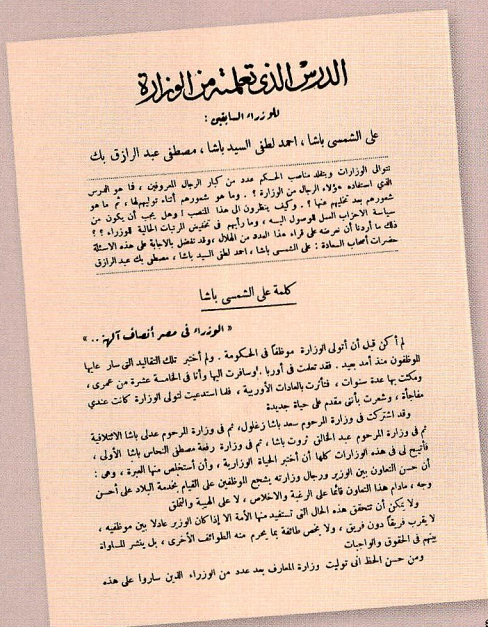 الدرس الذى تعلمته من الوزارة
للوزراء السابقين :
على الشمسى باشا ، احمد لطفى السيد باشا ، مصطفى عبد الرازق بك
تتوالى الوزارات ويتقلد مناصب الحكم عدد من كبار الرجال المعروفين ، فما هو الدرس
الذي استفاده هؤلاء الرجال من الوزارة ؟ . وما هو شعورهم أثناء توليهم لها ، ثم ما هو
شعورهم بعد تخليهم عنها ؟ . وكيف ينظرون الى هذا المنصب ! وهل يجب أن يكون من
سياسة الاحزاب السل للوصول اليه ، وما رأيهم فى تخفيض المرتبات الحالية للوزراء ؟ ؟
ذلك ما أردنا أن نعرضه على قراء هذا العدد من الهلال ، وقد تفضل بالاجابة على هذه الاسئلة
حضرات أصحاب السعادة : على الشمسى باشا ، احمد لطفى السيد باشا ، مصطفى بك عبد الرازق
كلمة على الشمسى باشا
« الوزراء فى مصر أنصاف آلهة .. »
لم أكن قبل أن أتولى الوزارة موظفاً فى الحكومة . ولم أختبر تلك التقاليد التى سار عليها
الموظفون منذ أمد بعيد . فقد تعلمت فى أوربا . وسافرت اليها وأنا فى الخامسة عشرة من عمرى ،
ومكثت بها عدة سنوات ، فتأثرت بالعادات الأوربية ، فلما استدعيت لتولى الوزارة كانت عندى
مفاجأة ، وشعرت بأننى مقدم على حياة جديدة
وقد اشتركت فى وزارة المرحوم سعد باشا زغلول ، ثم فى وزارة المرحوم عدلى باشا الائتلافية
ثم فى وزارة المرحوم عبد الخالق ثروت باشا ، ثم فى وزارة رفعة مصطفى النحاس باشا الأولى ،
فأتيح لى فى هذه الوزارات كلها أن أختبر الحياة الوزارية ، وأن أستخلص منها العبرة ، وهى :
أن حسن التعاون بين الوزير ورجال وزارته يشجع الموظفين على القيام بخدمة البلاد على أحسن
وجه ، مادام هذا التعاون قائماً على الرغبة والاخلاص ، لا على الهيبة والتملق
ولا يمكن أن تتحقق هذه الحال التى تستفيد منها الأمة الا إذا كان الوزير عادلا بين موظفيه ،
لا يقرب فريقاً دون فريق ، ولا يخص طائفة بما يحرم منه الطوائف الأخرى ، بل ينشر المساواة
بينهم فى الحقوق والواجبات
ومن حسن الحظ انى توليت وزارة المعارف بعد عدد من الوزراء الذين ساروا على هذه